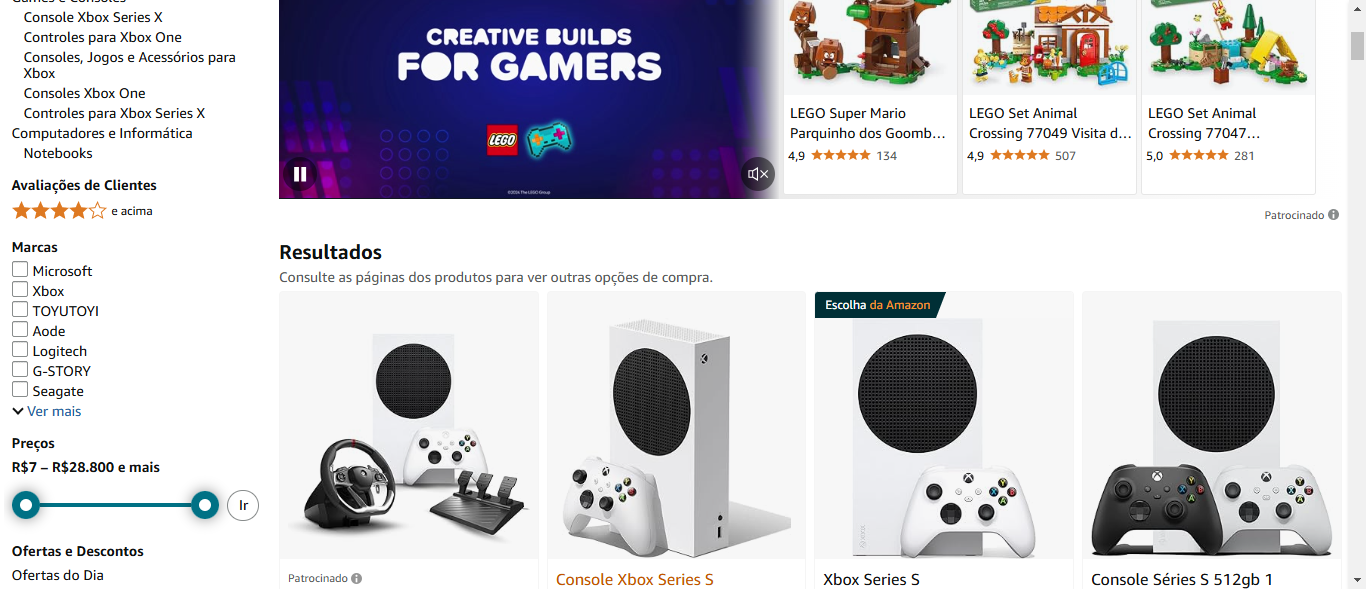 Games e Consoles
Console Xbox Series X
Controles para Xbox One
Consoles, Jogos e Acessórios para
Xbox
Consoles Xbox One
Controles para Xbox Series X
Computadores e Informática
Notebooks
Avaliações de Clientes
e acima
Marcas
Microsoft
Xbox
TOYUTOYI
Aode
Logitech
G-STORY
Seagate
Ver mais
Preços
R$7 – R$28.800 e mais
Ir
Ofertas e Descontos
Ofertas do Dia
CREATIVE BUILDS
FOR GAMERS
LEGO
©2024 The LEGO Group
LEGO Super Mario
Parquinho dos Goomb…
4,9 134
LEGO Set Animal
Crossing 77049 Visita d…
4,9 507
LEGO Set Animal
Crossing 77047…
5,0 281
Patrocinado
Resultados
Consulte as páginas dos produtos para ver outras opções de compra.
Escolha da Amazon
XBOX
Patrocinado
Console Xbox Series S
Xbox Series S
Console Séries S 512gb 1